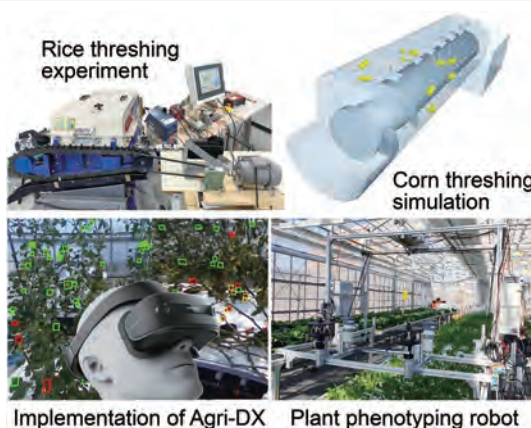 Rice threshing
experiment
Corn threshing
simulation
Implementation of Agri-DX
Plant phenotyping robot